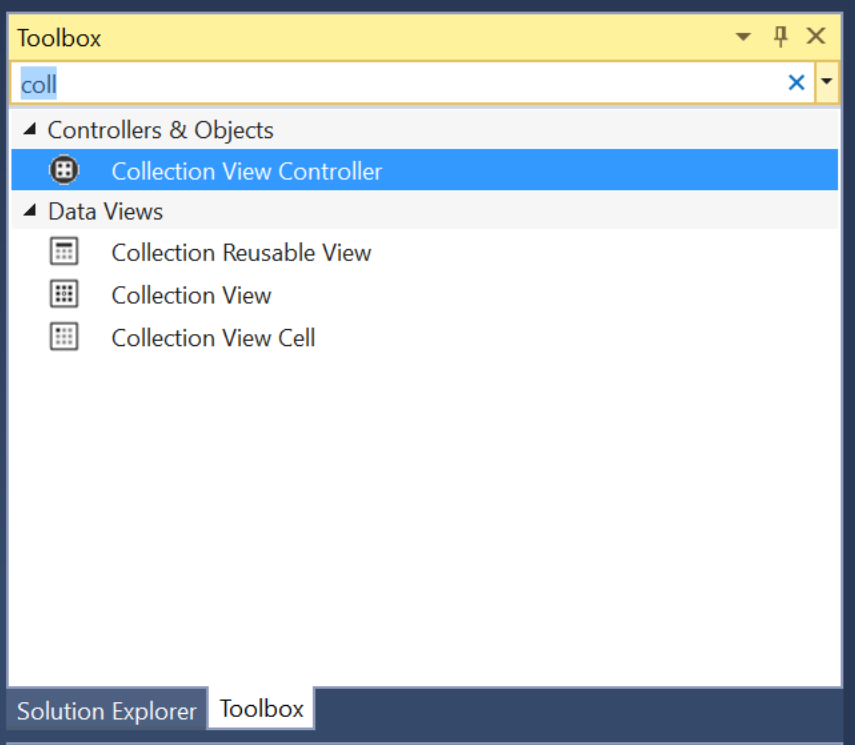 Toolbox
coll
Controllers & Objects
Collection View Controller
Data Views
Collection Reusable View
Collection View
Collection View Cell
Solution Explorer
Toolbox